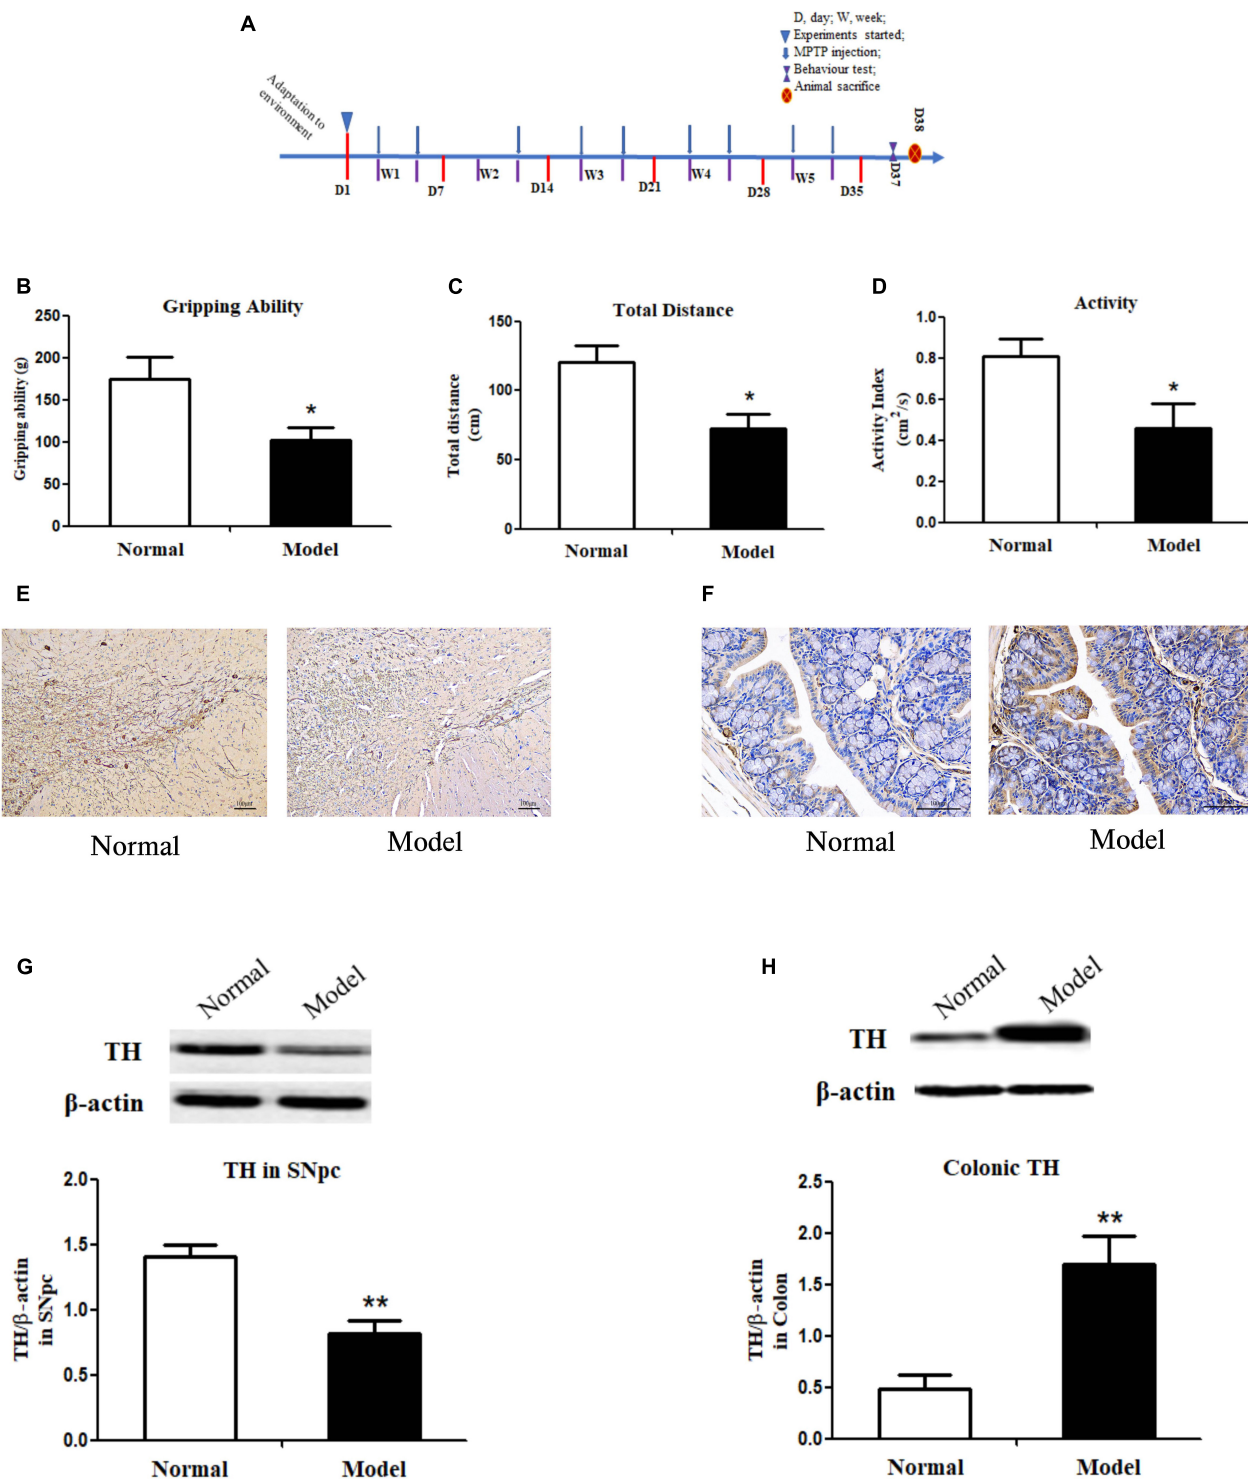 A
D, day; W, week;
Experiments started;
MPTP injection;
Behaviour test;
Animal sacrifice
Adaptation to
environment
D1 W1 D7 W2 D14 W3 D21 W4 D28 W5 D35 D37 D38
B
Gripping Ability
Gripping ability (g)
250
200
150
100
50
0
*
Normal Model
C
Total Distance
Total distance
(cm)
150
100
50
0
*
Normal Model
D
Activity
Activity Index
(cm²/s)
1.0
0.8
0.6
0.4
0.2
0.0
*
Normal Model
E
100μm
100μm
Normal Model
F
100μm
Normal Model
G
Normal Model
TH
β-actin
TH in SNpc
TH/β-actin
in SNpc
2.0
1.5
1.0
0.5
0.0
**
Normal Model
H
Normal Model
TH
β-actin
Colonic TH
TH/β-actin
in Colon
2.5
2.0
1.5
1.0
0.5
0.0
**
Normal Model